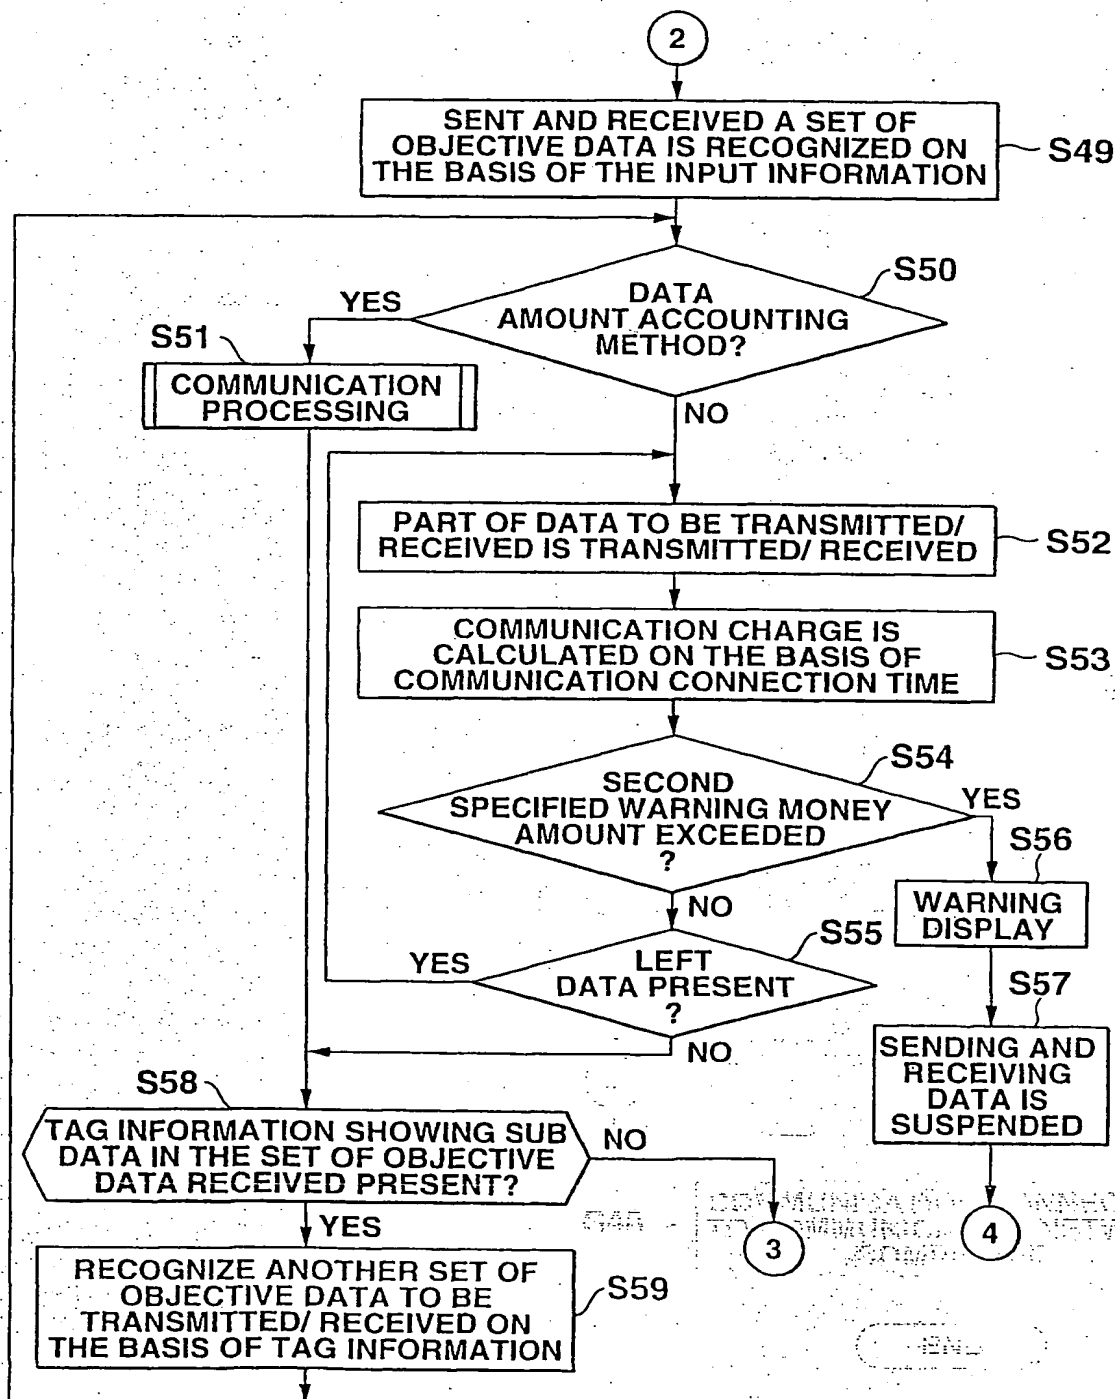 2
SENT AND RECEIVED A SET OF
OBJECTIVE DATA IS RECOGNIZED ON
THE BASIS OF THE INPUT INFORMATION
S49
S50
DATA
AMOUNT ACCOUNTING
METHOD?
YES
S51
COMMUNICATION
PROCESSING
NO
PART OF DATA TO BE TRANSMITTED/
RECEIVED IS TRANSMITTED/ RECEIVED
S52
COMMUNICATION CHARGE IS
CALCULATED ON THE BASIS OF
COMMUNICATION CONNECTION TIME
S53
S54
SECOND
SPECIFIED WARNING MONEY
AMOUNT EXCEEDED
?
YES
S56
WARNING
DISPLAY
NO
S55
LEFT
DATA PRESENT
?
YES
NO
S57
SENDING AND
RECEIVING
DATA IS
SUSPENDED
4
S58
TAG INFORMATION SHOWING SUB
DATA IN THE SET OF OBJECTIVE
DATA RECEIVED PRESENT?
NO
3
YES
RECOGNIZE ANOTHER SET OF
OBJECTIVE DATA TO BE
TRANSMITTED/ RECEIVED ON
THE BASIS OF TAG INFORMATION
S59